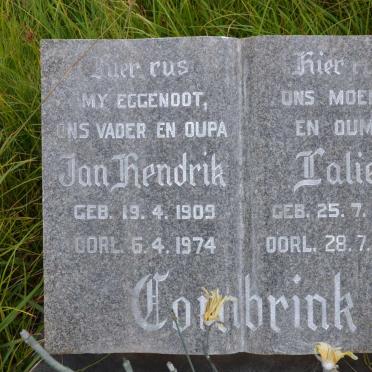 Hier rus
MY EGGENOOT,
ONS VADER EN OUPA
Jan Hendrik
GEB. 19. 4. 1909
OORL. 6. 4. 1974
Hier r
ONS MOE
EN OUM
Lalie
GEB. 25. 7.
OORL. 28. 7.
Combrink